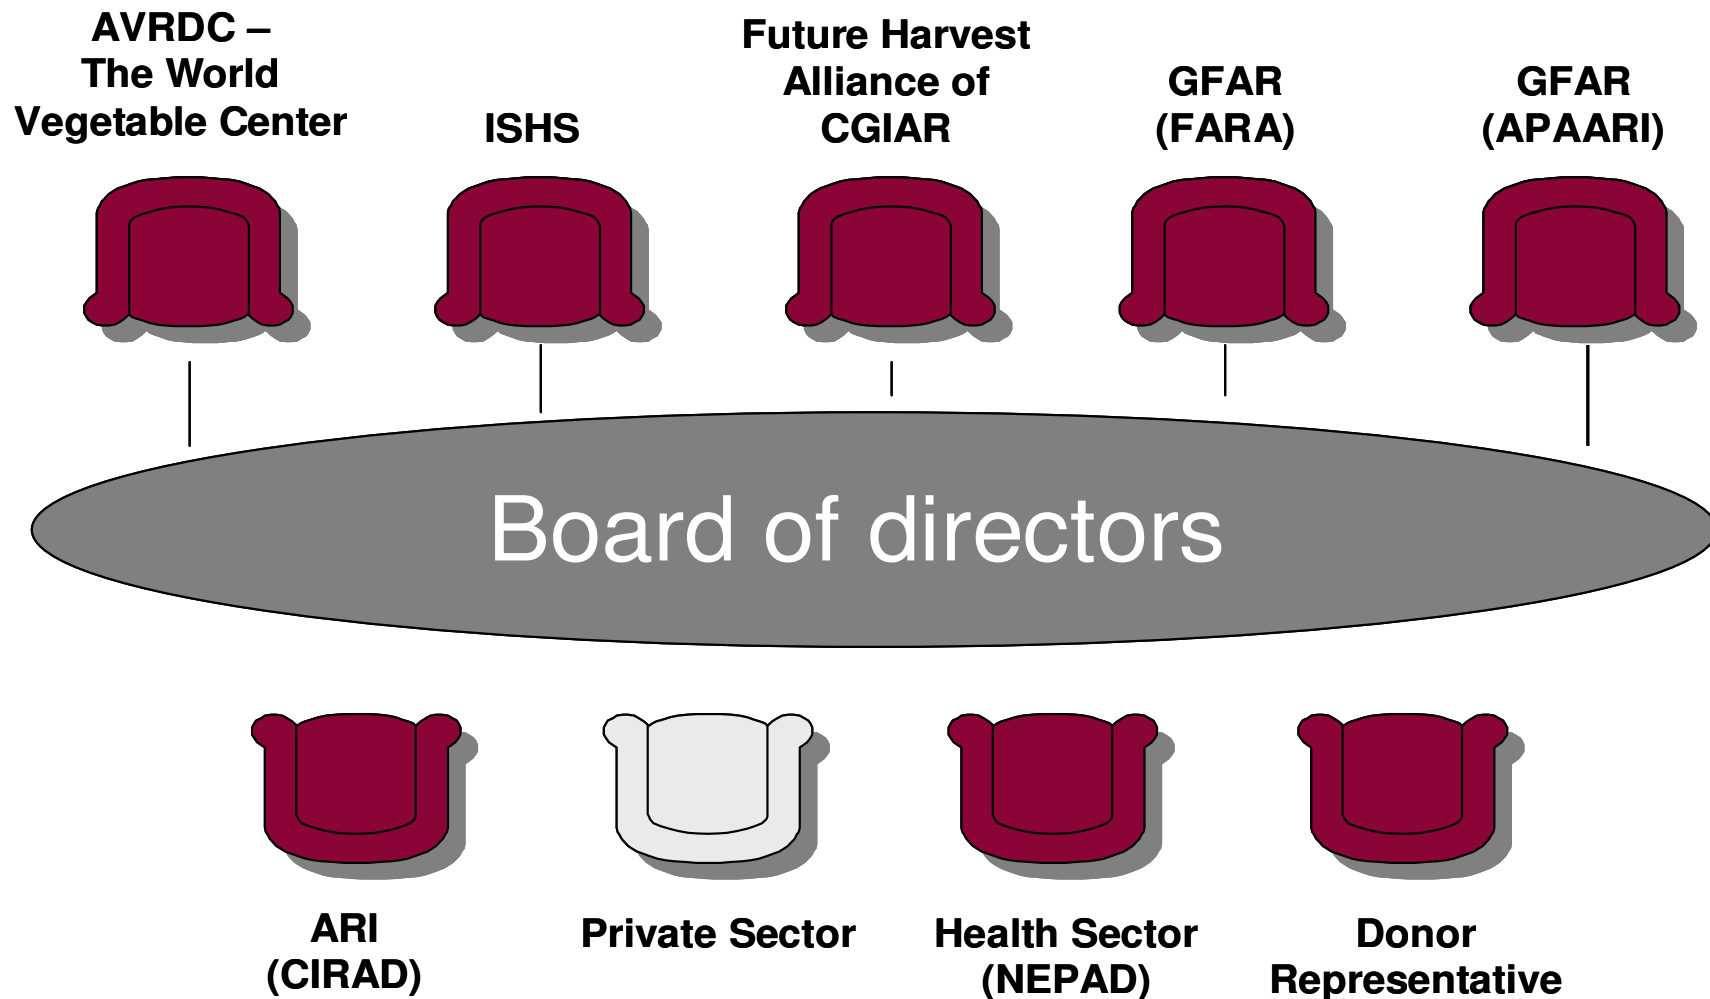 AVRDC –
The World
Vegetable Center
ISHS
Future Harvest
Alliance of
CGIAR
GFAR
(FARA)
GFAR
(APAARI)
Board of directors
ARI
(CIRAD)
Private Sector
Health Sector
(NEPAD)
Donor
Representative